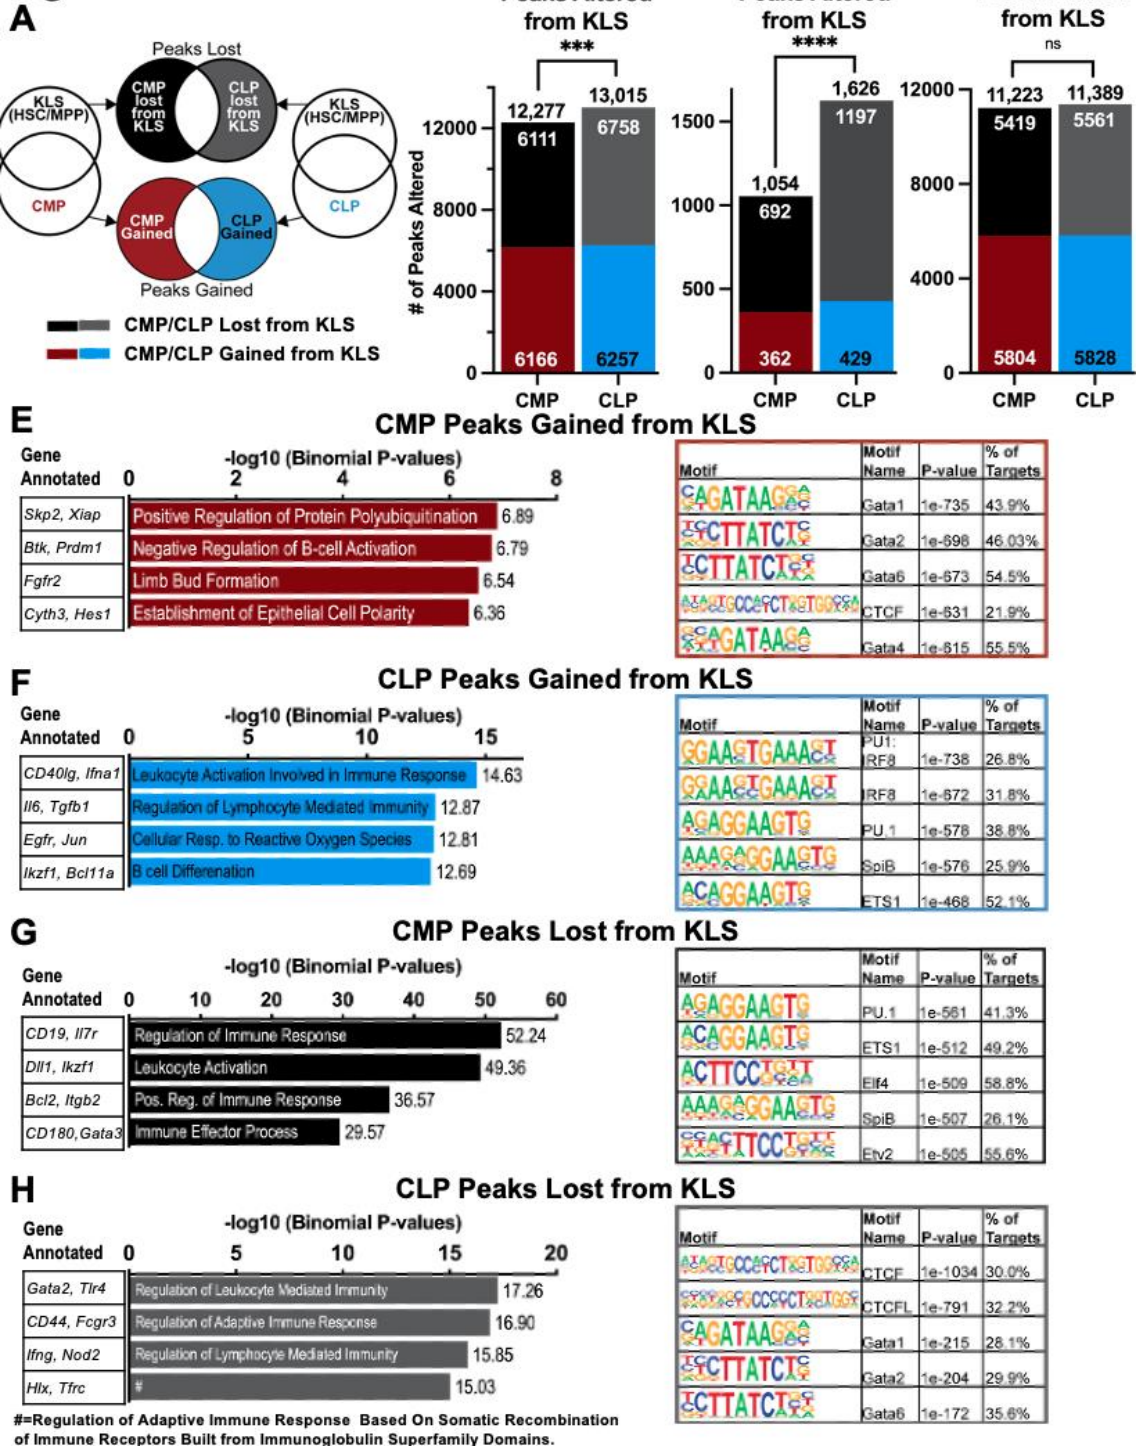 A
Peaks Lost
KLS
(HSC/MPP)
CMP
lost
from
KLS
CLP
lost
from
KLS
KLS
(HSC/MPP)
CMP
CMP
Gained
CLP
Gained
CLP
Peaks Gained
CMP/CLP Lost from KLS
CMP/CLP Gained from KLS
from KLS
***
# of Peaks Altered
12000
8000
4000
0
12,277
6111
6166
13,015
6758
6257
CMP CLP
from KLS
****
1500
1000
500
0
1,054
692
362
1,626
1197
429
CMP CLP
from KLS
ns
12000
8000
4000
0
11,223
5419
5804
11,389
5561
5828
CMP CLP
E
CMP Peaks Gained from KLS
Gene
Annotated
-log10 (Binomial P-values)
0 2 4 6 8
Skp2, Xiap Positive Regulation of Protein Polyubiquitination 6.89
Btk, Prdm1 Negative Regulation of B-cell Activation 6.79
Fgfr2 Limb Bud Formation 6.54
Cyth3, Hes1 Establishment of Epithelial Cell Polarity 6.36
Motif Motif Name P-value % of Targets
Gata1 1e-735 43.9%
Gata2 1e-698 46.03%
Gata6 1e-673 54.5%
CTCF 1e-631 21.9%
Gata4 1e-615 55.5%
F
CLP Peaks Gained from KLS
Gene
Annotated
-log10 (Binomial P-values)
0 5 10 15
CD40lg, Ifna1 Leukocyte Activation Involved in Immune Response 14.63
Il6, Tgfb1 Regulation of Lymphocyte Mediated Immunity 12.87
Egfr, Jun Cellular Resp. to Reactive Oxygen Species 12.81
Ikzf1, Bcl11a B cell Differenation 12.69
Motif Motif Name P-value % of Targets
PU1:IRF8 1e-738 26.8%
IRF8 1e-672 31.8%
PU.1 1e-578 38.8%
SpiB 1e-576 25.9%
ETS1 1e-468 52.1%
G
CMP Peaks Lost from KLS
Gene
Annotated
-log10 (Binomial P-values)
0 10 20 30 40 50 60
CD19, Il7r Regulation of Immune Response 52.24
Dll1, Ikzf1 Leukocyte Activation 49.36
Bcl2, Itgb2 Pos. Reg. of Immune Response 36.57
CD180,Gata3 Immune Effector Process 29.57
Motif Motif Name P-value % of Targets
PU.1 1e-561 41.3%
ETS1 1e-512 49.2%
Elf4 1e-509 58.8%
SpiB 1e-507 26.1%
Etv2 1e-505 55.6%
H
CLP Peaks Lost from KLS
Gene
Annotated
-log10 (Binomial P-values)
0 5 10 15 20
Gata2, Tlr4 Regulation of Leukocyte Mediated Immunity 17.26
CD44, Fcgr3 Regulation of Adaptive Immune Response 16.90
Ifng, Nod2 Regulation of Lymphocyte Mediated Immunity 15.85
Hlx, Tfrc # 15.03
Motif Motif Name P-value % of Targets
CTCF 1e-1034 30.0%
CTCFL 1e-791 32.2%
Gata1 1e-215 28.1%
Gata2 1e-204 29.9%
Gata6 1e-172 35.6%
#=Regulation of Adaptive Immune Response Based On Somatic Recombination
of Immune Receptors Built from Immunoglobulin Superfamily Domains.